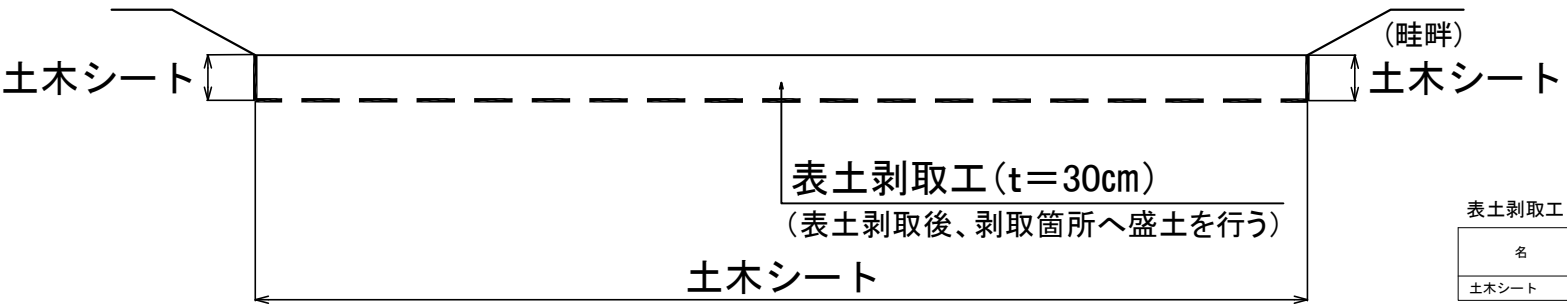 (畦畔)
土木シート
土木シート
表土剥取工(t＝30㎝)
(表土剥取後、剥取箇所へ盛土を行う)
土木シート
表土剥取工
名
土木シート